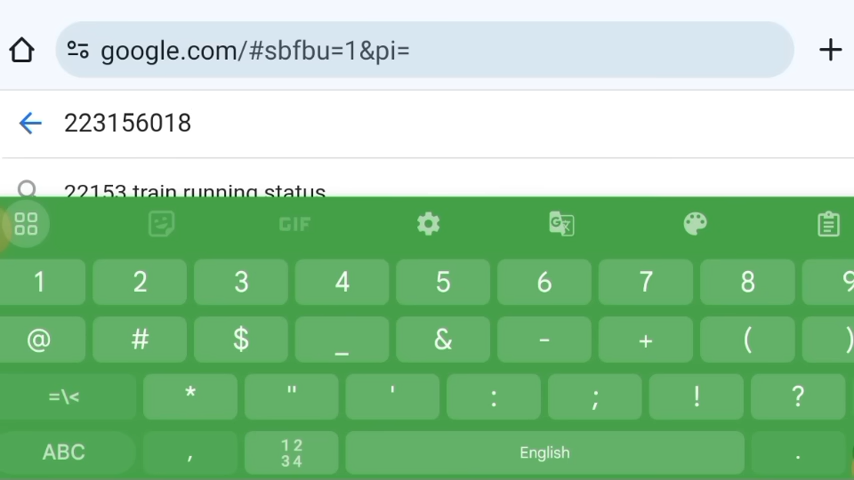 google.com/#sbfbu=1&pi=
223156018
22153 train running status
GIF
1 2 3 4 5 6 7 8 9
@ # $ _ & - + ( )
=\< * " ' : ; ! ?
ABC , 12 34 English .